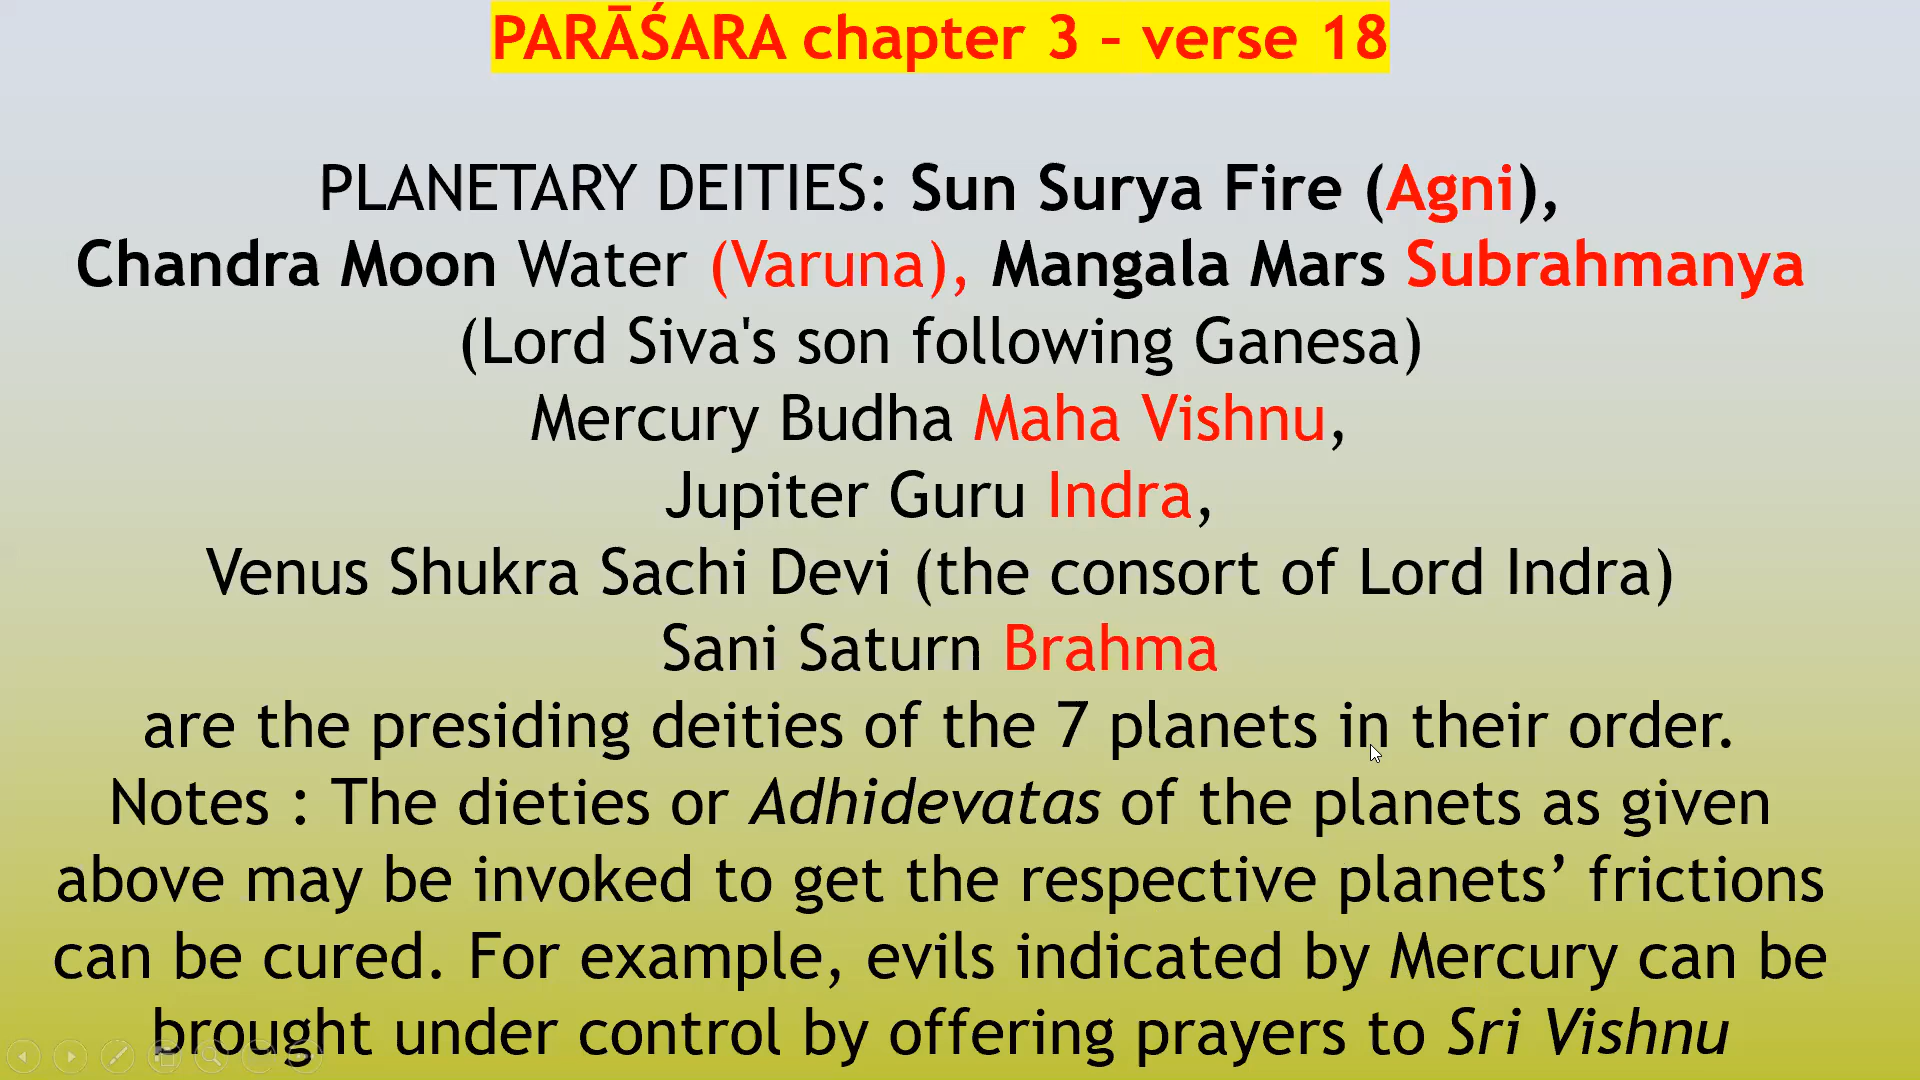 PARĀŚARA chapter 3 – verse 18
PLANETARY DEITIES: Sun Surya Fire (Agni),
Chandra Moon Water (Varuna), Mangala Mars Subrahmanya
(Lord Siva's son following Ganesa)
Mercury Budha Maha Vishnu,
Jupiter Guru Indra,
Venus Shukra Sachi Devi (the consort of Lord Indra)
Sani Saturn Brahma
are the presiding deities of the 7 planets in their order.
Notes : The dieties or Adhidevatas of the planets as given
above may be invoked to get the respective planets’ frictions
can be cured. For example, evils indicated by Mercury can be
brought under control by offering prayers to Sri Vishnu